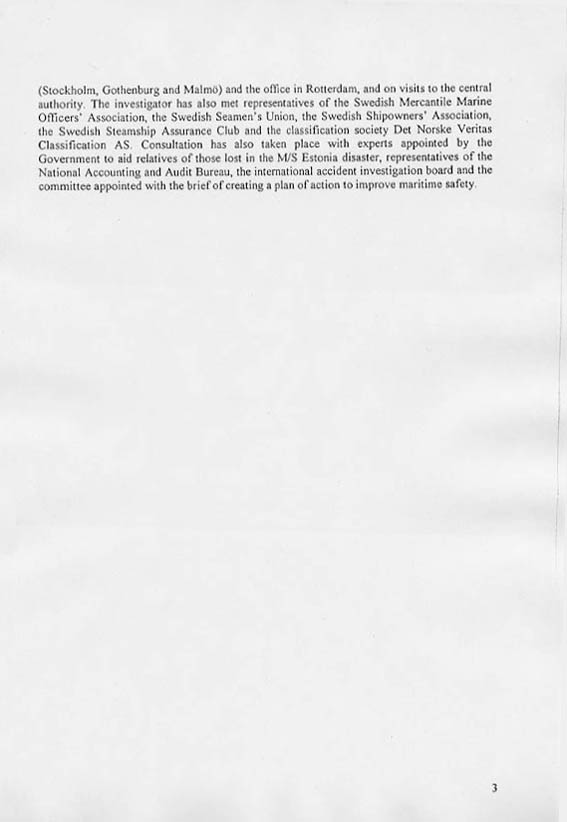 (Stockholm, Gothenburg and Malmö) and the office in Rotterdam, and on visits to the central
authority. The investigator has also met representatives of the Swedish Mercantile Marine
Officers' Association, the Swedish Seamen's Union, the Swedish Shipowners' Association,
the Swedish Steamship Assurance Club and the classification society Det Norske Veritas
Classification AS. Consultation has also taken place with experts appointed by the
Government to aid relatives of those lost in the M/S Estonia disaster, representatives of the
National Accounting and Audit Bureau, the international accident investigation board and the
committee appointed with the brief of creating a plan of action to improve maritime safety.
3